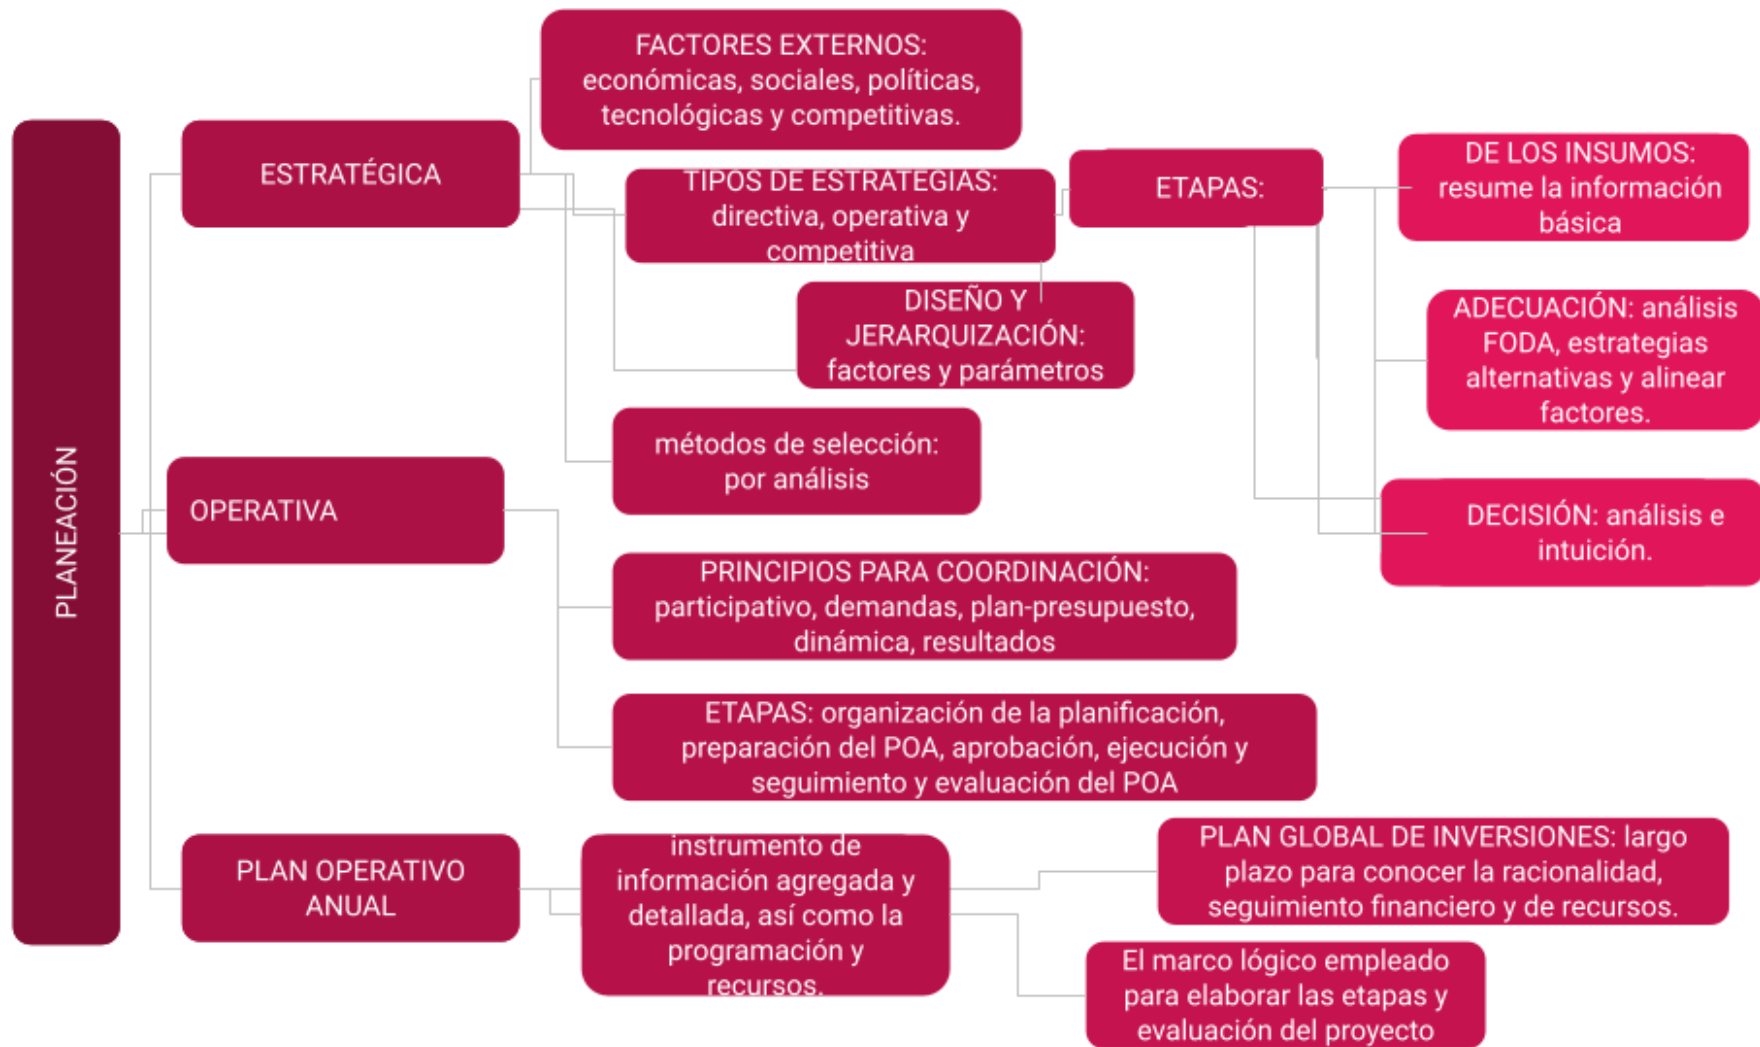 PLANEACIÓN
ESTRATÉGICA
FACTORES EXTERNOS:
económicas, sociales, políticas,
tecnológicas y competitivas.
TIPOS DE ESTRATEGIAS:
directiva, operativa y
competitiva
ETAPAS:
DE LOS INSUMOS:
resume la información
básica
ADECUACIÓN: análisis
FODA, estrategias
alternativas y alinear
factores.
DECISIÓN: análisis e
intuición.
DISEÑO Y
JERARQUIZACIÓN:
factores y parámetros
métodos de selección:
por análisis
OPERATIVA
PRINCIPIOS PARA COORDINACIÓN:
participativo, demandas, plan-presupuesto,
dinámica, resultados
ETAPAS: organización de la planificación,
preparación del POA, aprobación, ejecución y
seguimiento y evaluación del POA
PLAN OPERATIVO
ANUAL
instrumento de
información agregada y
detallada, así como la
programación y
recursos.
PLAN GLOBAL DE INVERSIONES: largo
plazo para conocer la racionalidad,
seguimiento financiero y de recursos.
El marco lógico empleado
para elaborar las etapas y
evaluación del proyecto